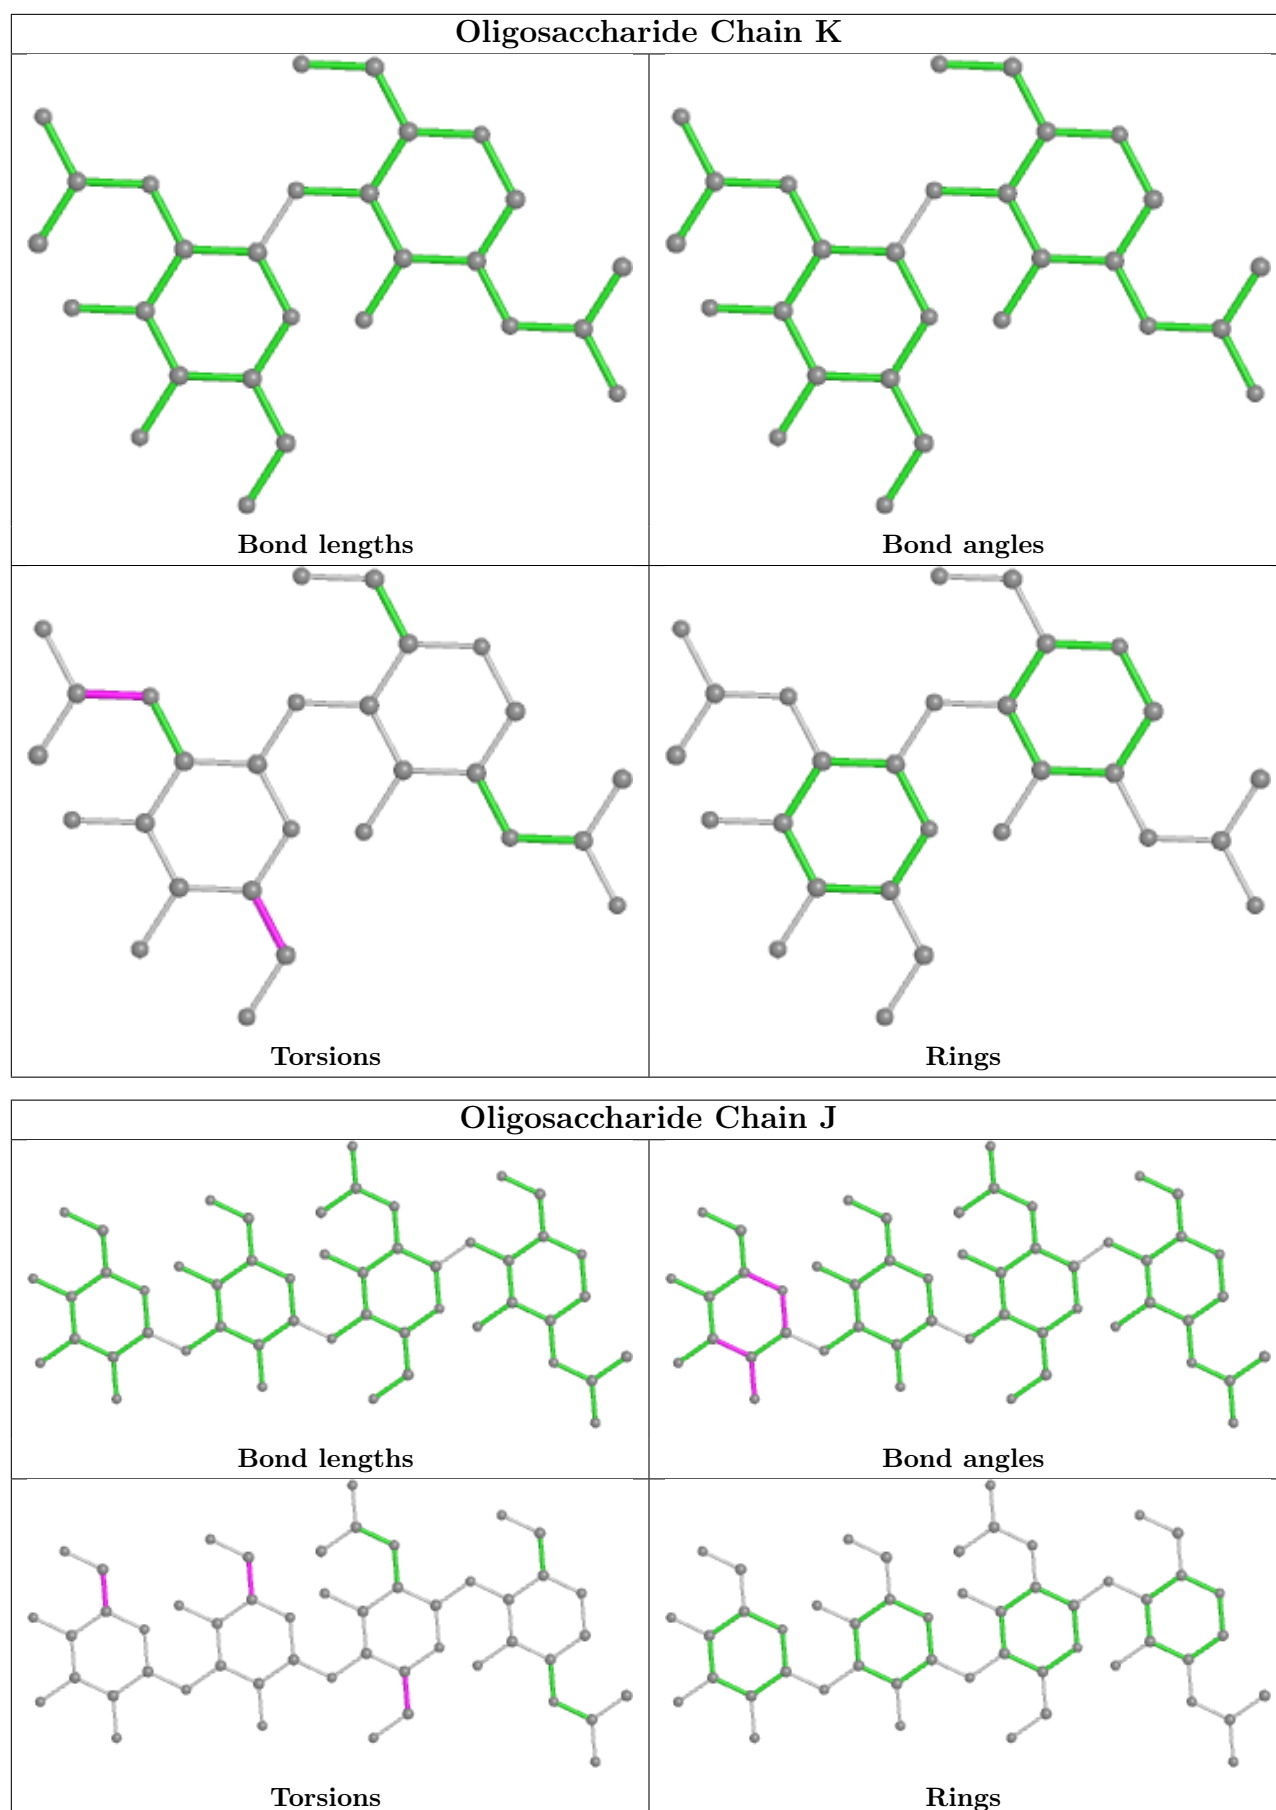 Oligosaccharide Chain K
Bond lengths
Bond angles
Torsions
Rings
Oligosaccharide Chain J
Bond lengths
Bond angles
Torsions
Rings